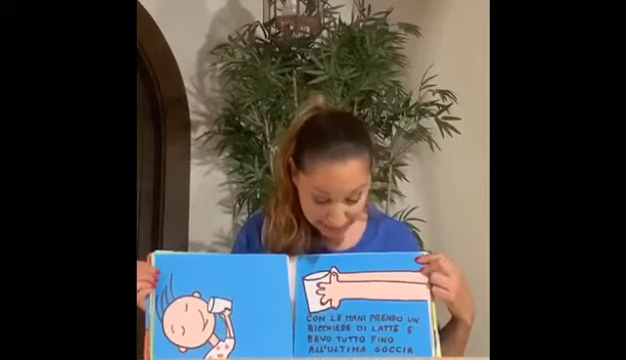 CON LE MANI PRENDO UN
BICCHIERE DI LATTE E
BEVO TUTTO FINO
ALL'ULTIMA GOCCIA